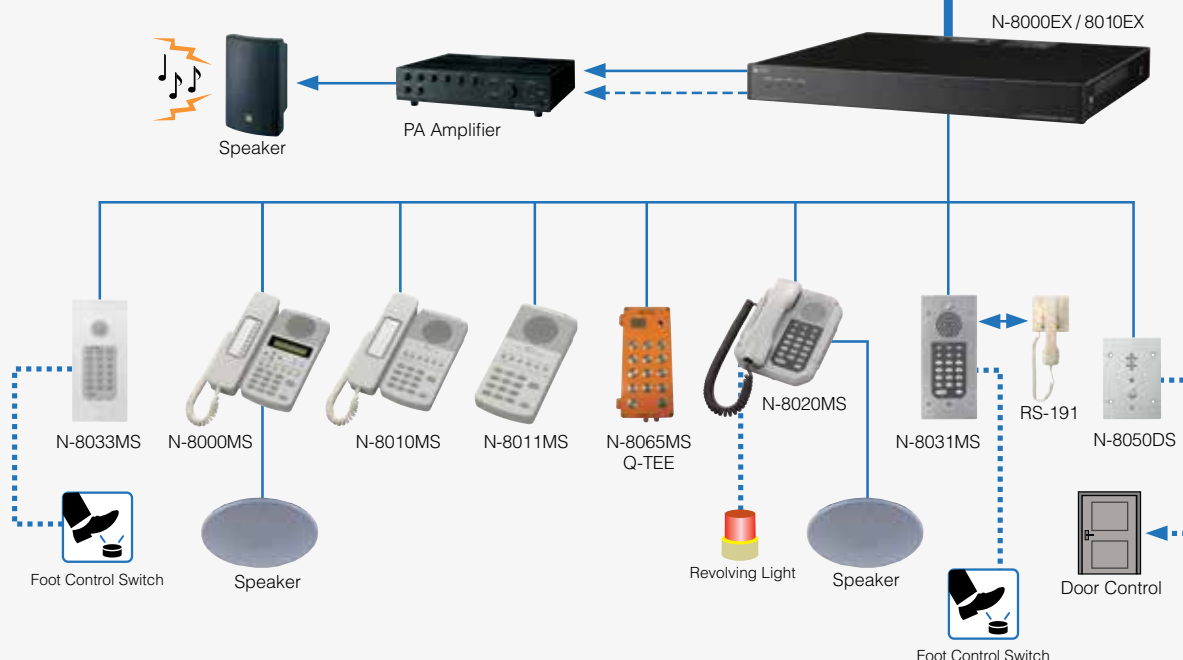 N-8000EX / 8010EX
PA Amplifier
Speaker
N-8020MS
RS-191
N-8033MS
N-8000MS
N-8010MS
N-8011MS
N-8065MS
Q-TEE
N-8031MS
N-8050DS
Foot Control Switch
Speaker
Revolving Light
Speaker
Door Control
Foot Control Switch